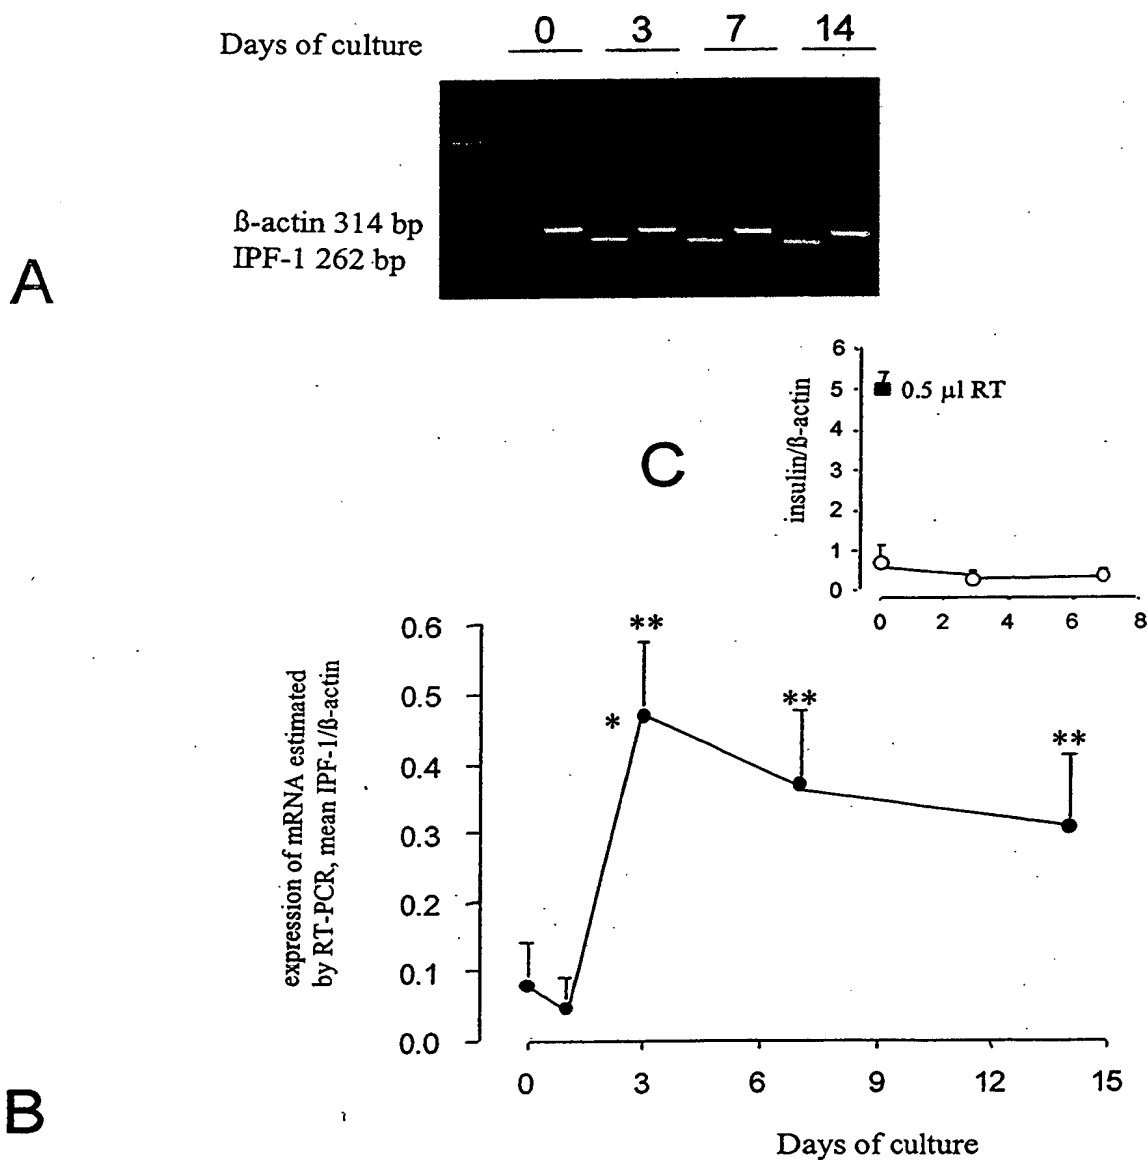 Days of culture 0 3 7 14
ß-actin 314 bp
IPF-1 262 bp
A
6
5
4
3
2
1
0
0.5 µl RT
insulin/ß-actin
C
0 2 4 6 8
0.6
0.5
0.4
0.3
0.2
0.1
0.0
**
*
**
**
expression of mRNA estimated
by RT-PCR, mean IPF-1/ß-actin
0 3 6 9 12 15
B
Days of culture